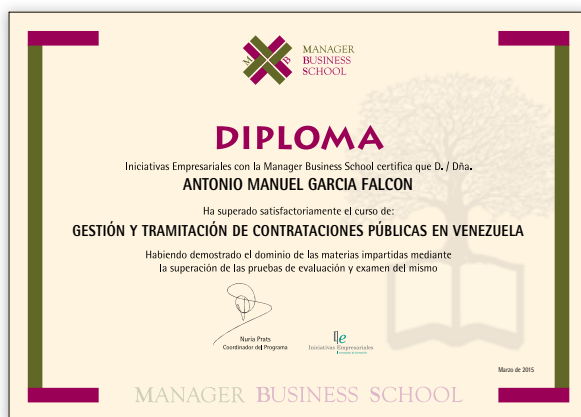 M B
MANAGER
BUSINESS
SCHOOL
DIPLOMA
Iniciativas Empresariales con la Manager Business School certifica que D. / Dña.
ANTONIO MANUEL GARCIA FALCON
Ha superado satisfactoriamente el curso de:
GESTIÓN Y TRAMITACIÓN DE CONTRATACIONES PÚBLICAS EN VENEZUELA
Habiendo demostrado el dominio de las materias impartidas mediante
la superación de las pruebas de evaluación y examen del mismo
Nuria Prats
Coordinador del Programa
Ie
Iniciativas Empresariales
Marzo de 2015
MANAGER BUSINESS SCHOOL